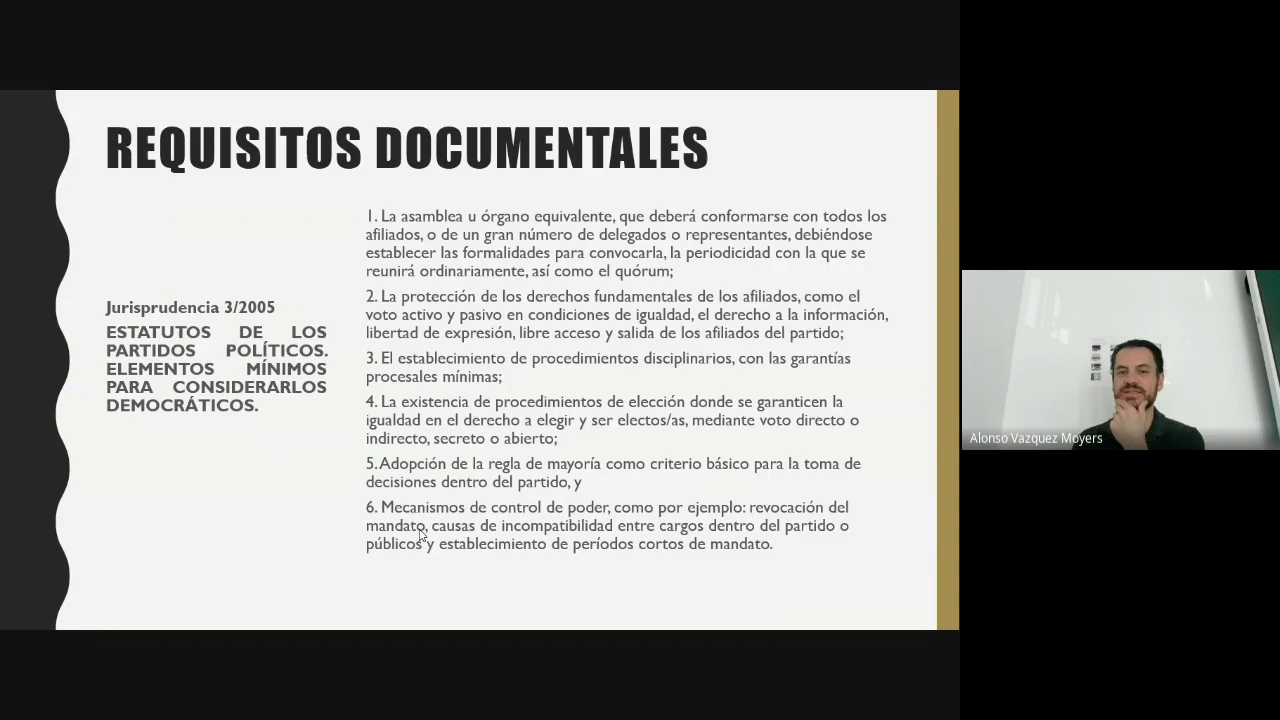 REQUISITOS DOCUMENTALES
Jurisprudencia 3/2005
ESTATUTOS DE LOS
PARTIDOS POLÍTICOS.
ELEMENTOS MÍNIMOS
PARA CONSIDERARLOS
DEMOCRÁTICOS.
1. La asamblea u órgano equivalente, que deberá conformarse con todos los
afiliados, o de un gran número de delegados o representantes, debiéndose
establecer las formalidades para convocarla, la periodicidad con la que se
reunirá ordinariamente, así como el quórum;
2. La protección de los derechos fundamentales de los afiliados, como el
voto activo y pasivo en condiciones de igualdad, el derecho a la información,
libertad de expresión, libre acceso y salida de los afiliados del partido;
3. El establecimiento de procedimientos disciplinarios, con las garantías
procesales mínimas;
4. La existencia de procedimientos de elección donde se garanticen la
igualdad en el derecho a elegir y ser electos/as, mediante voto directo o
indirecto, secreto o abierto;
5. Adopción de la regla de mayoría como criterio básico para la toma de
decisiones dentro del partido, y
6. Mecanismos de control de poder, como por ejemplo: revocación del
mandato, causas de incompatibilidad entre cargos dentro del partido o
públicos y establecimiento de períodos cortos de mandato.
Alonso Vazquez Moyers